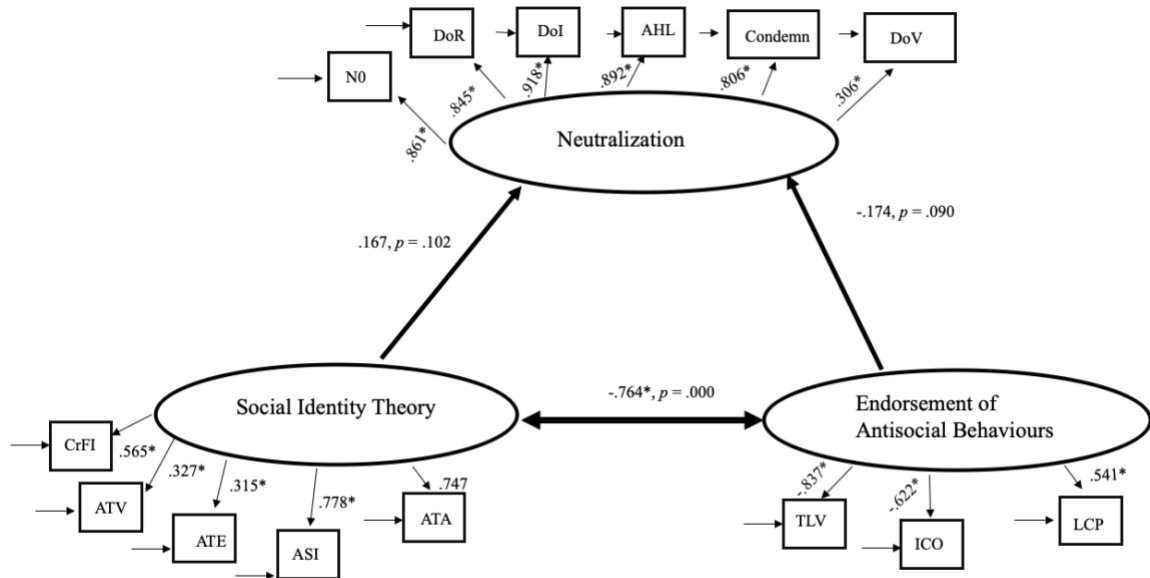 DoR
DoI
AHL
Condemn
DoV
N0
.861*
.845*
.918*
.892*
.806*
.306*
Neutralization
.167, p = .102
-.174, p = .090
-.764*, p = .000
Social Identity Theory
Endorsement of
Antisocial Behaviours
CrFI
.565*
ATV
.327*
ATE
.315*
ASI
.778*
ATA
.747
TLV
-.837*
ICO
-.622*
LCP
.541*